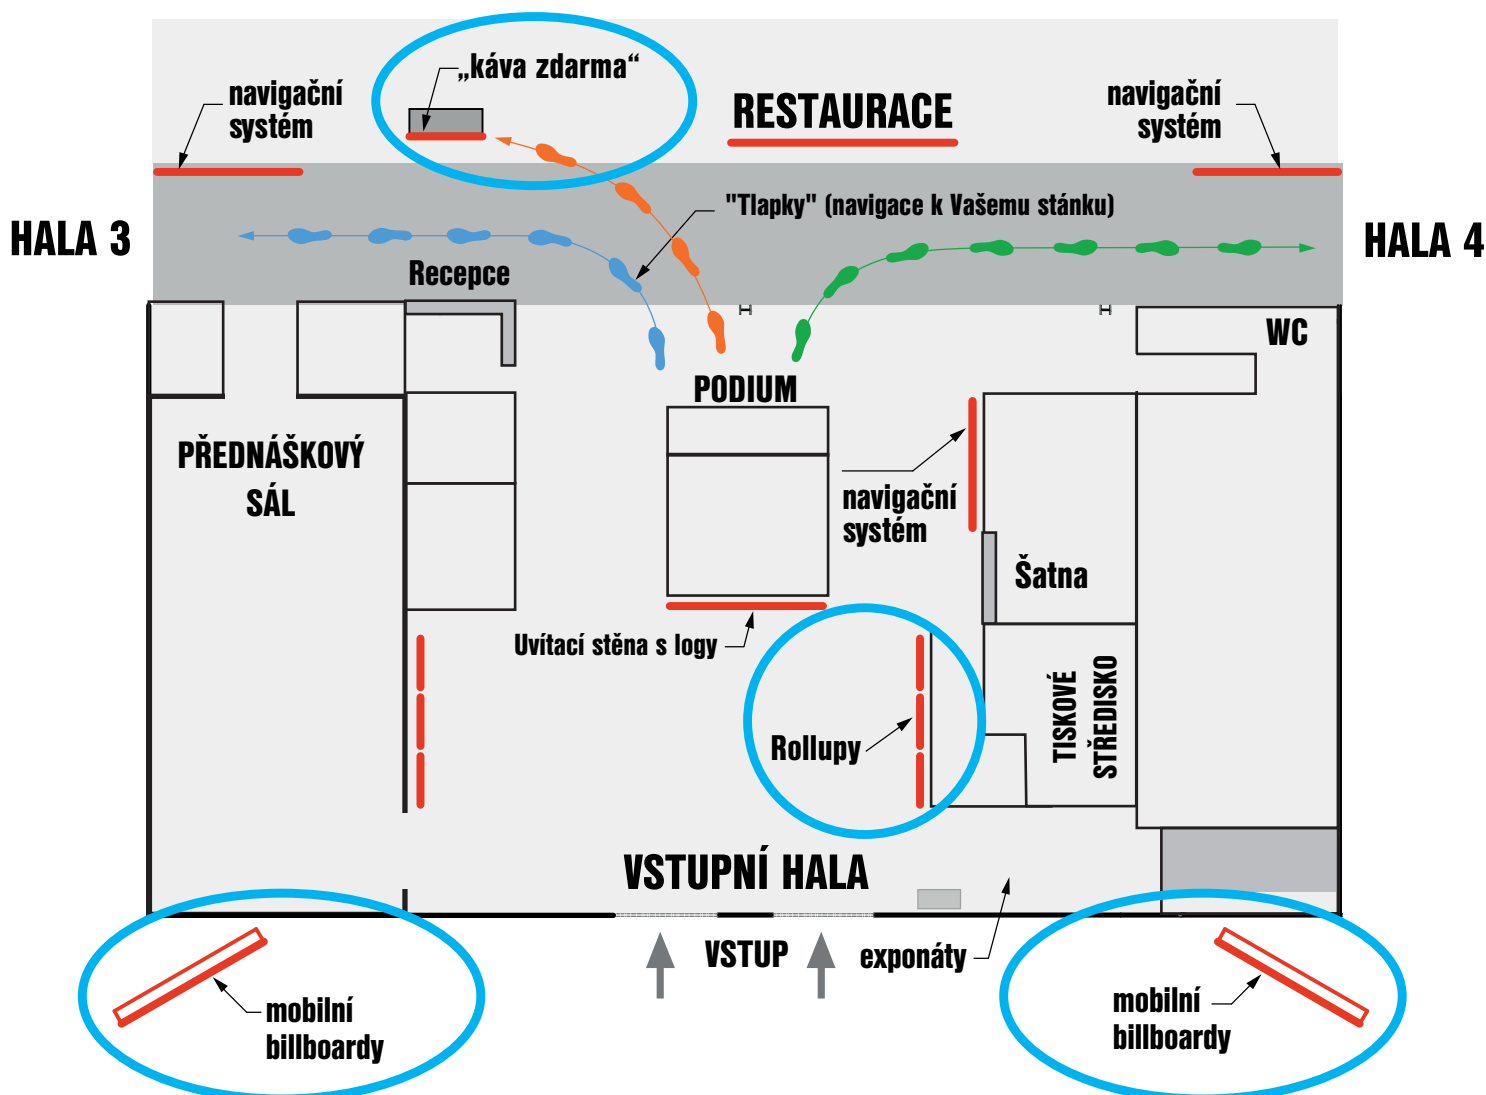 „káva zdarma“
navigační
systém
RESTAURACE
navigační
systém
"Tlapky" (navigace k Vašemu stánku)
HALA 3
HALA 4
Recepce
WC
PODIUM
PŘEDNÁŠKOVÝ
SÁL
navigační
systém
Šatna
Uvítací stěna s logy
TISKOVÉ
STŘEDISKO
Rollupy
VSTUPNÍ HALA
VSTUP
exponáty
mobilní
billboardy
mobilní
billboardy